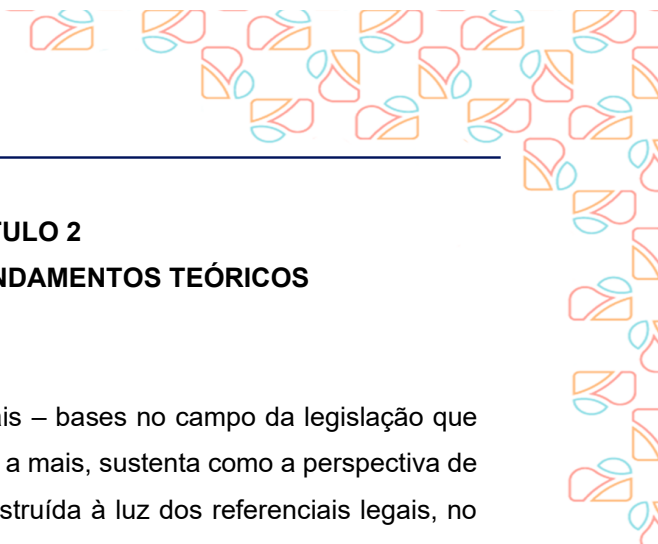 TULO 2
NDAMENTOS TEÓRICOS
ais – bases no campo da legislação que
a mais, sustenta como a perspectiva de
struída à luz dos referenciais legais, no